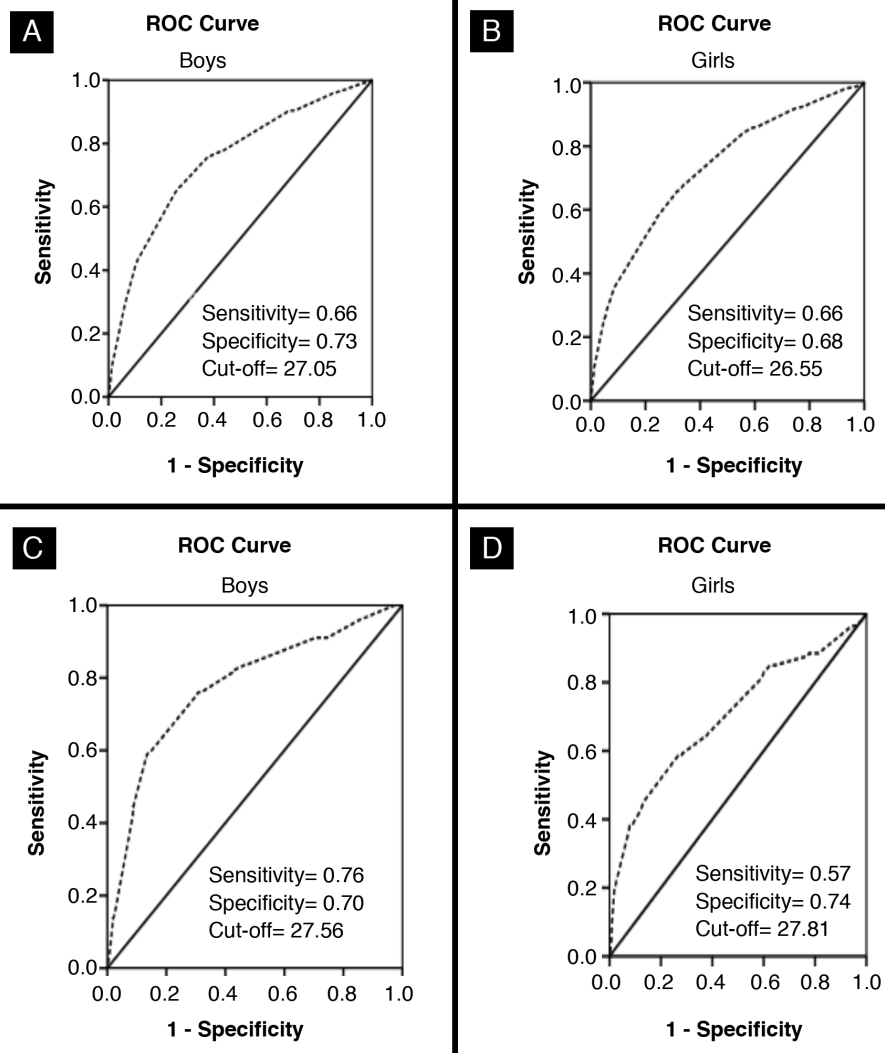 A
ROC Curve
Boys
1.0
0.8
0.6
0.4
0.2
0.0
Sensitivity
Sensitivity= 0.66
Specificity= 0.73
Cut-off= 27.05
0.0 0.2 0.4 0.6 0.8 1.0
1 - Specificity
B
ROC Curve
Girls
1.0
0.8
0.6
0.4
0.2
0.0
Sensitivity
Sensitivity= 0.66
Specificity= 0.68
Cut-off= 26.55
0.0 0.2 0.4 0.6 0.8 1.0
1 - Specificity
C
ROC Curve
Boys
1.0
0.8
0.6
0.4
0.2
0.0
Sensitivity
Sensitivity= 0.76
Specificity= 0.70
Cut-off= 27.56
0.0 0.2 0.4 0.6 0.8 1.0
1 - Specificity
D
ROC Curve
Girls
1.0
0.8
0.6
0.4
0.2
0.0
Sensitivity
Sensitivity= 0.57
Specificity= 0.74
Cut-off= 27.81
0.0 0.2 0.4 0.6 0.8 1.0
1 - Specificity